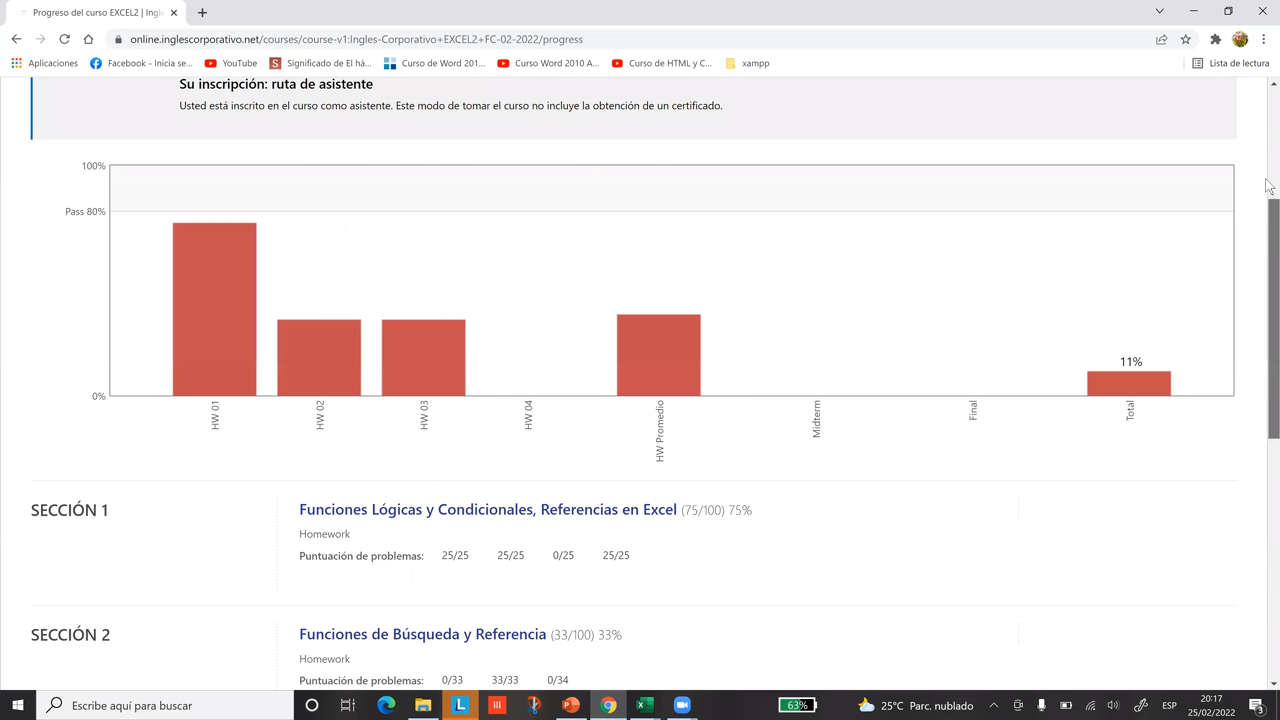 Progreso del curso EXCEL2 | Ingl
online.inglescorporativo.net/courses/course-v1:Ingles-Corporativo+EXCEL2+FC-02-2022/progress
Aplicaciones
Facebook - Inicia se...
YouTube
Significado de El há...
Curso de Word 201...
Curso Word 2010 A...
Curso de HTML y C...
xampp
Lista de lectura
Su inscripción: ruta de asistente
Usted está inscrito en el curso como asistente. Este modo de tomar el curso no incluye la obtención de un certificado.
100%
Pass 80%
0%
11%
HW 01
HW 02
HW 03
HW 04
HW Promedio
Midterm
Final
Total
SECCIÓN 1
Funciones Lógicas y Condicionales, Referencias en Excel (75/100) 75%
Homework
Puntuación de problemas: 25/25 25/25 0/25 25/25
SECCIÓN 2
Funciones de Búsqueda y Referencia (33/100) 33%
Homework
Puntuación de problemas: 0/33 33/33 0/34
Escribe aquí para buscar
63%
25°C Parc. nublado
ESP
20:17
25/02/2022
3